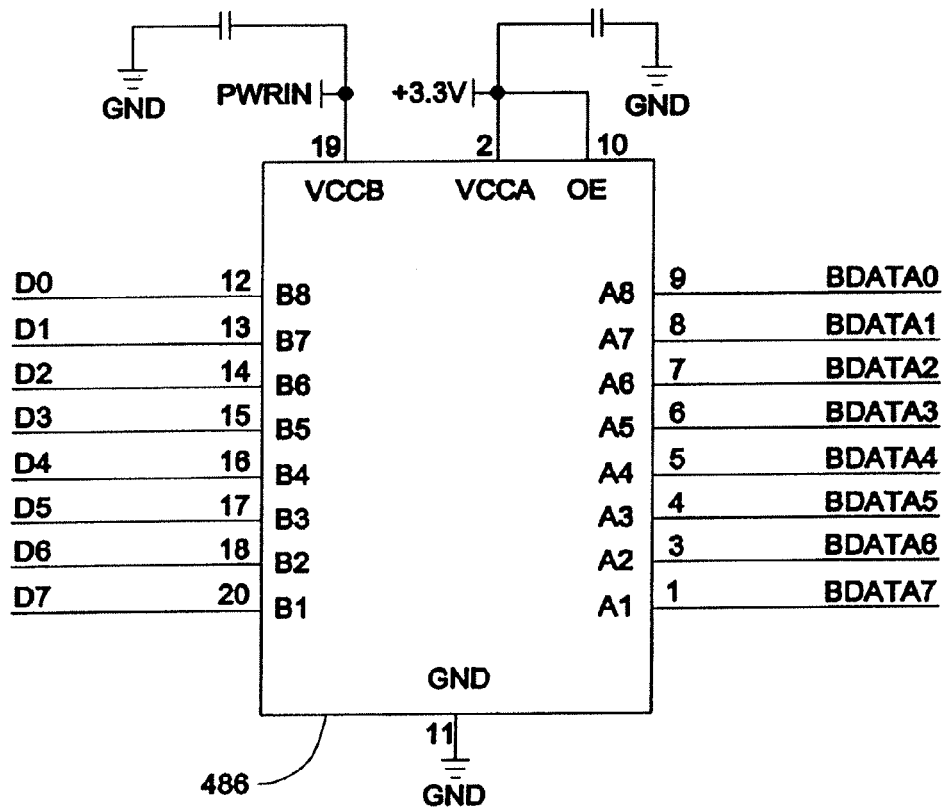 GND
PWRIN
+3.3V
GND
19
2
10
VCCB
VCCA
OE
D0 12 B8 A8 9 BDATA0
D1 13 B7 A7 8 BDATA1
D2 14 B6 A6 7 BDATA2
D3 15 B5 A5 6 BDATA3
D4 16 B4 A4 5 BDATA4
D5 17 B3 A3 4 BDATA5
D6 18 B2 A2 3 BDATA6
D7 20 B1 A1 1 BDATA7
GND
11
486
GND